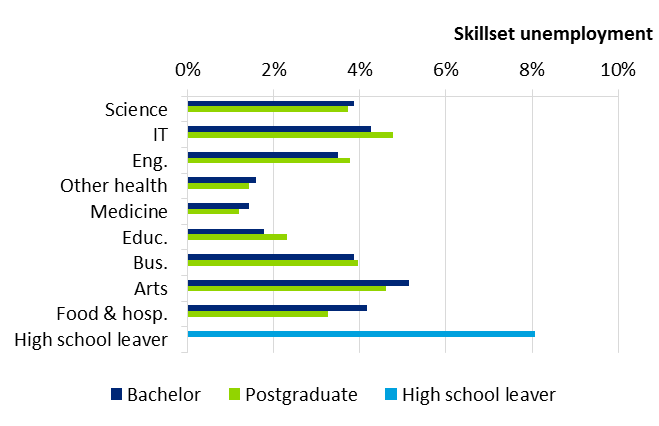 Skillset unemployment
0% 2% 4% 6% 8% 10%
Science
IT
Eng.
Other health
Medicine
Educ.
Bus.
Arts
Food & hosp.
High school leaver
Bachelor Postgraduate High school leaver